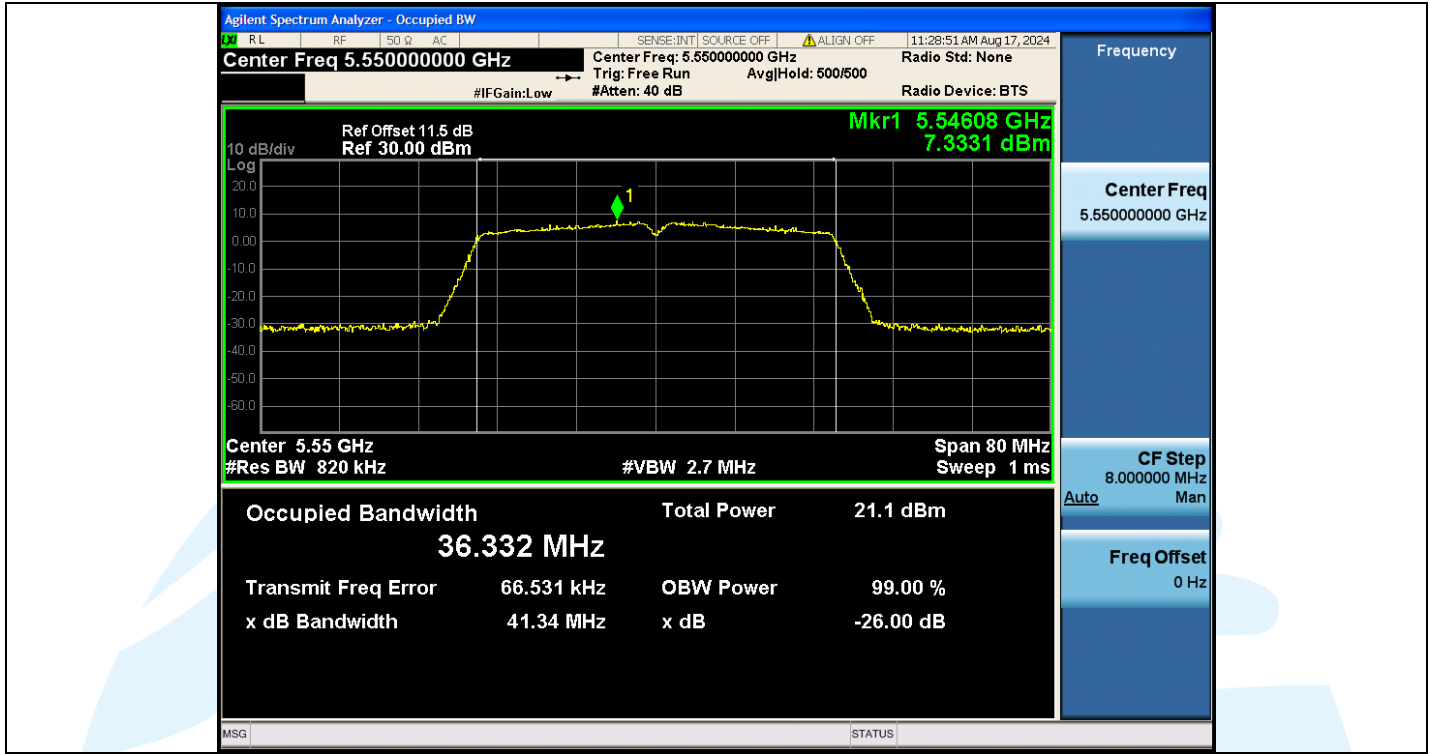 Agilent Spectrum Analyzer - Occupied BW
LXI RL RF 50 Ω AC SENSE:INT SOURCE OFF ALIGN OFF 11:28:51 AM Aug 17, 2024
Center Freq 5.550000000 GHz
Center Freq: 5.550000000 GHz Radio Std: None
Trig: Free Run Avg|Hold: 500/500
#IFGain:Low #Atten: 40 dB Radio Device: BTS
Mkr1 5.54608 GHz
7.3331 dBm
Ref Offset 11.5 dB
10 dB/div Ref 30.00 dBm
Log
20.0
10.0
0.00
-10.0
-20.0
-30.0
-40.0
-50.0
-60.0
1
Center 5.55 GHz Span 80 MHz
#Res BW 820 kHz #VBW 2.7 MHz Sweep 1 ms
Occupied Bandwidth Total Power 21.1 dBm
36.332 MHz
Transmit Freq Error 66.531 kHz OBW Power 99.00 %
x dB Bandwidth 41.34 MHz x dB -26.00 dB
MSG STATUS
Frequency
Center Freq
5.550000000 GHz
CF Step
8.000000 MHz
Auto Man
Freq Offset
0 Hz